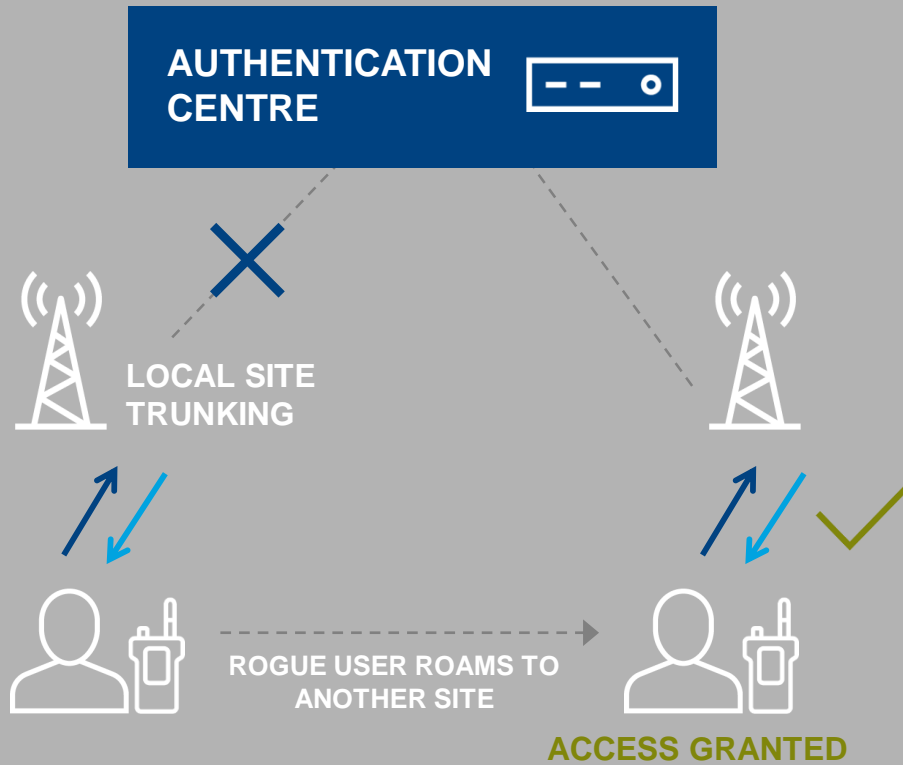 AUTHENTICATION
CENTRE
LOCAL SITE
TRUNKING
ROGUE USER ROAMS TO
ANOTHER SITE
ACCESS GRANTED